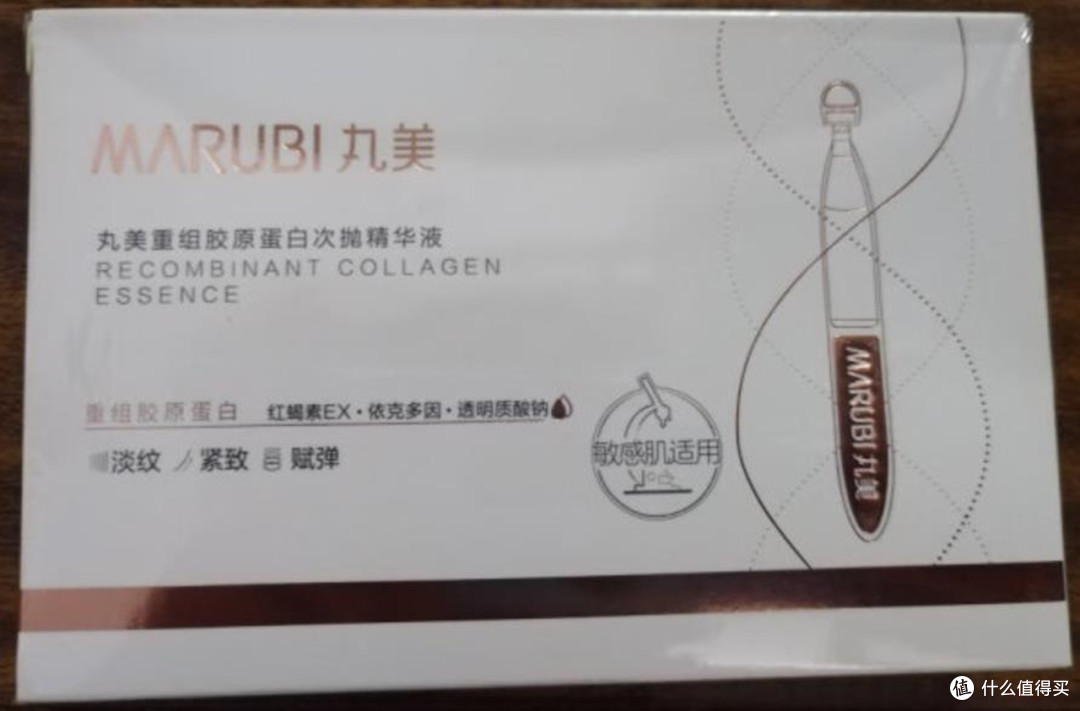 MARUBI 丸美
丸美重组胶原蛋白次抛精华液
RECOMBINANT COLLAGEN
ESSENCE
重组胶原蛋白 红蝎素EX·依克多因·透明质酸钠
淡纹 紧致 赋弹
敏感肌适用
MARUBI 丸美
值 什么值得买